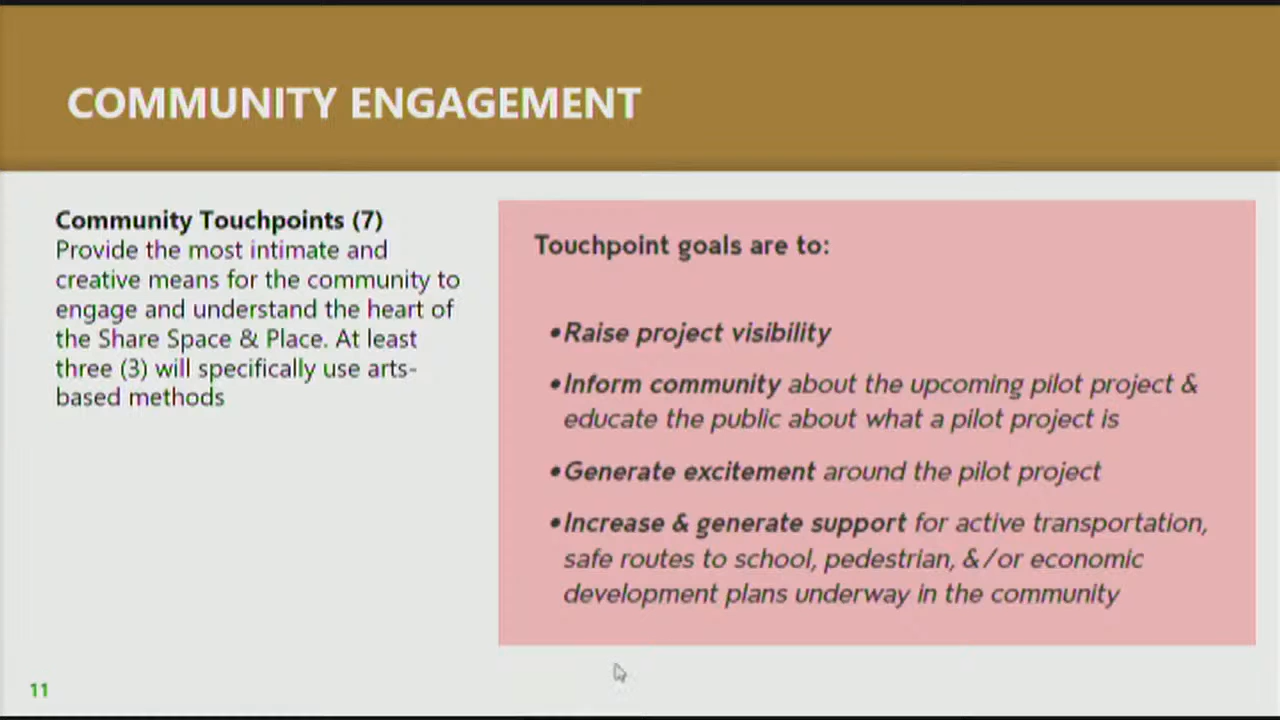 COMMUNITY ENGAGEMENT
Community Touchpoints (7)
Provide the most intimate and
creative means for the community to
engage and understand the heart of
the Share Space & Place. At least
three (3) will specifically use arts-
based methods
Touchpoint goals are to:
•Raise project visibility
•Inform community about the upcoming pilot project &
educate the public about what a pilot project is
•Generate excitement around the pilot project
•Increase & generate support for active transportation,
safe routes to school, pedestrian, &/or economic
development plans underway in the community
11